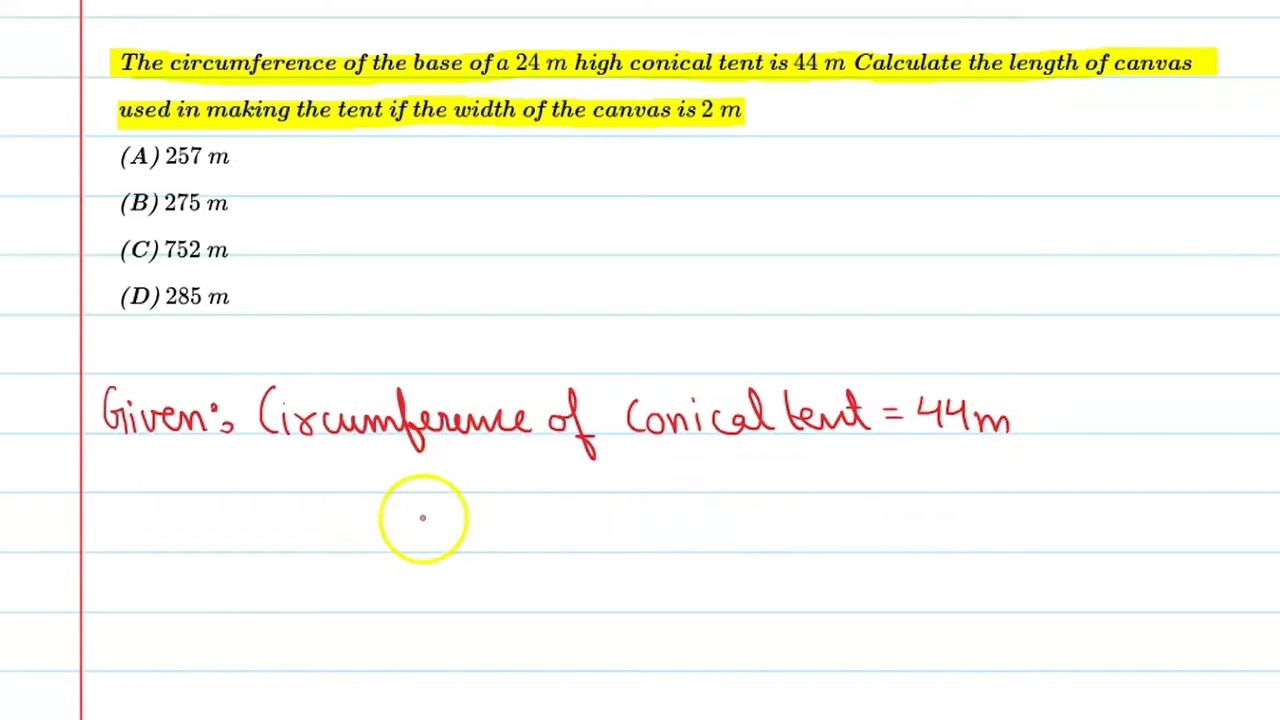 The circumference of the base of a 24 m high conical tent is 44 m Calculate the length of canvas
used in making the tent if the width of the canvas is 2 m
(A) 257 m
(B) 275 m
(C) 752 m
(D) 285 m
Given:, Circumference of conical tent = 44m